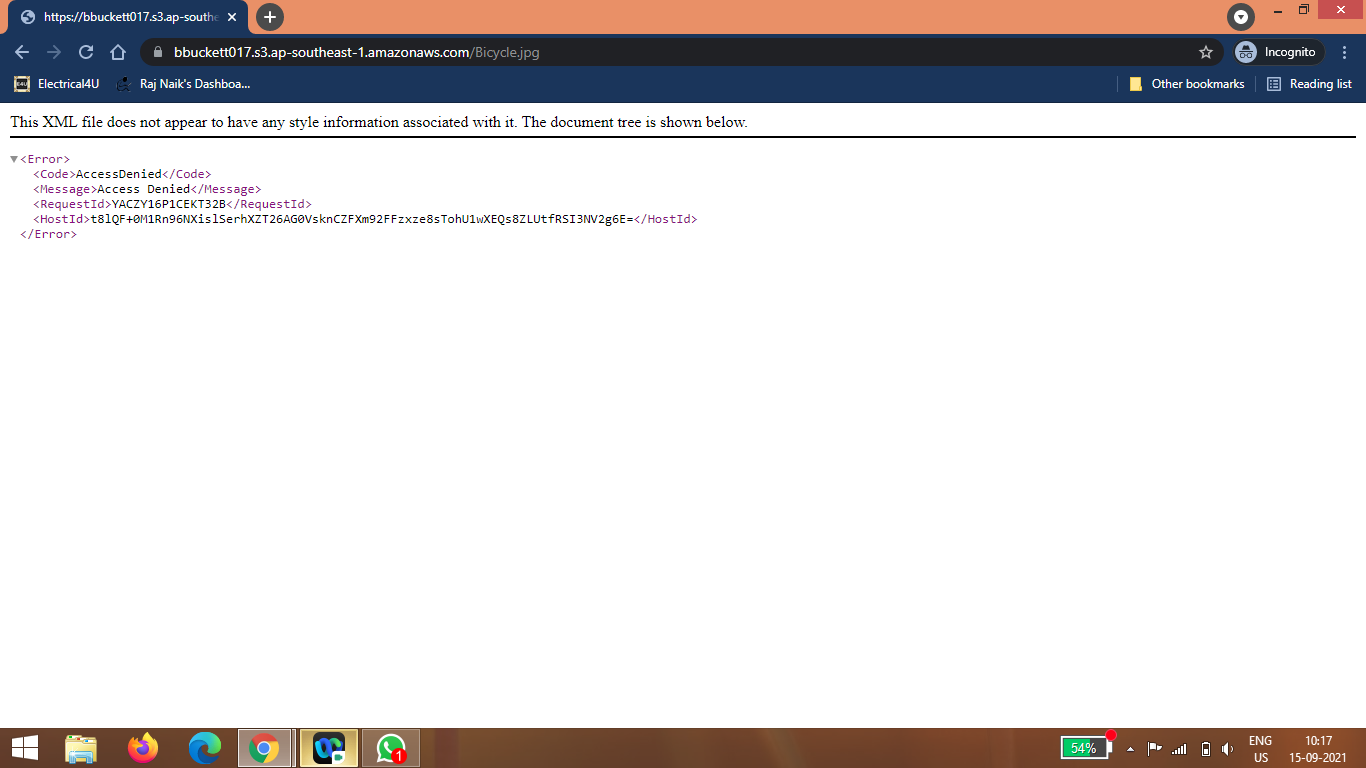 https://bbuckett017.s3.ap-southe
bbuckett017.s3.ap-southeast-1.amazonaws.com/Bicycle.jpg
Incognito
Electrical4U
Raj Naik's Dashboa...
Other bookmarks
Reading list
This XML file does not appear to have any style information associated with it. The document tree is shown below.
<Error>
<Code>AccessDenied</Code>
<Message>Access Denied</Message>
<RequestId>YACZY16P1CEKT32B</RequestId>
<HostId>t8lQF+0M1Rn96NXislSerhXZT26AG0VsknCZFXm92FFzxze8sTohU1wXEQs8ZLUtfRSI3NV2g6E=</HostId>
</Error>
1
54%
ENG
US
10:17
15-09-2021